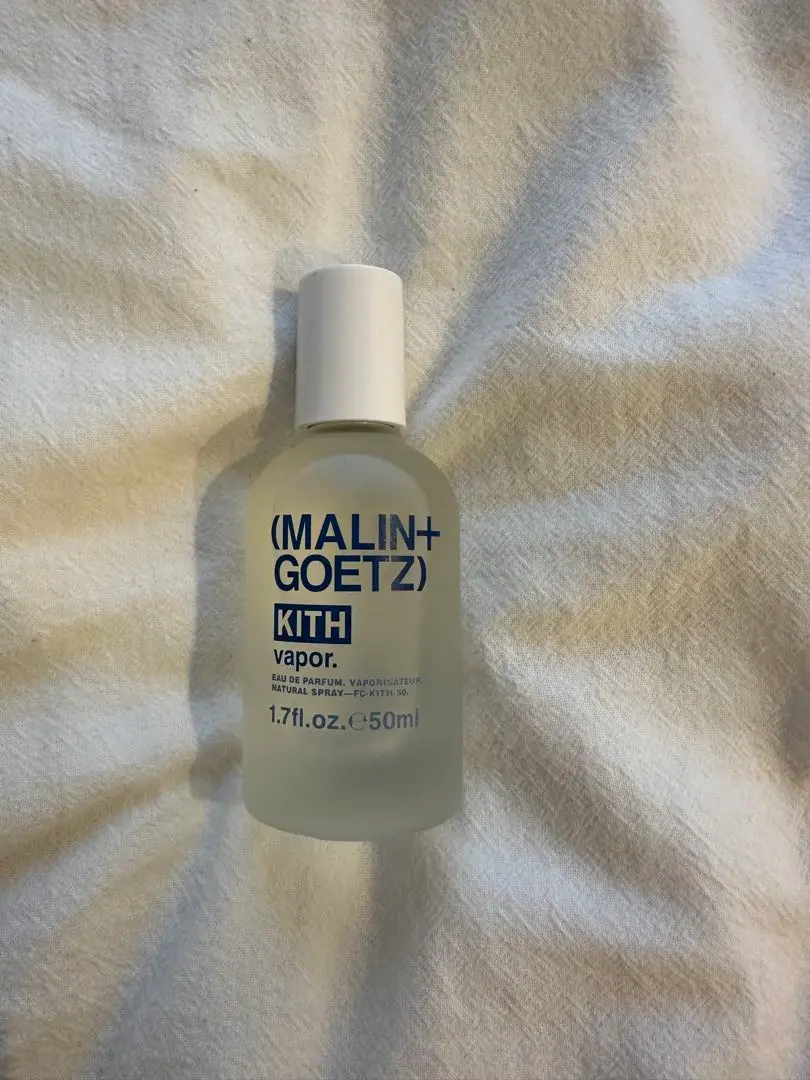 (MALIN+
GOETZ)
KITH
vapor.
EAU DE PARFUM. VAPORISATEUR.
NATURAL SPRAY—FC-KITH-50.
1.7fl.oz.℮50ml